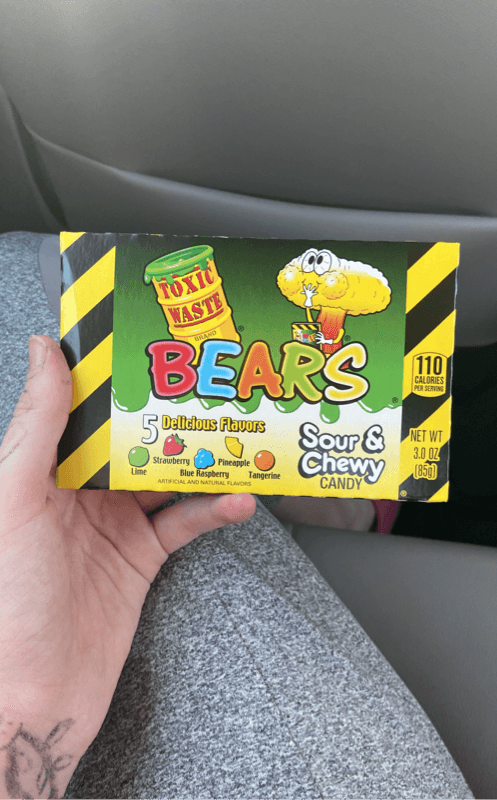 TOXIC
WASTE
BRAND
®
BEARS
®
110
CALORIES
PER SERVING
5 Delicious Flavors
Strawberry
Pineapple
Lime
Blue Raspberry
Tangerine
ARTIFICIAL AND NATURAL FLAVORS
Sour &
Chewy
CANDY
NET WT
3.0 OZ
(85g)